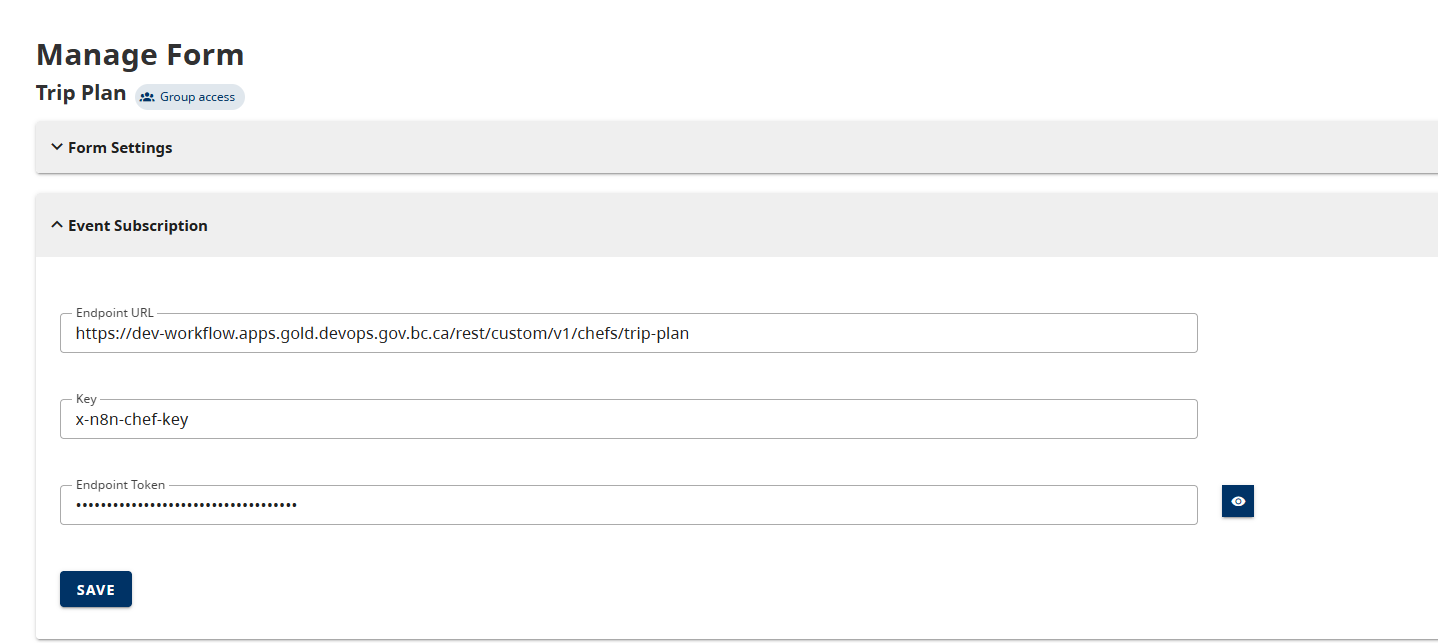 Manage Form
Trip Plan Group access
Form Settings
Event Subscription
Endpoint URL
https://dev-workflow.apps.gold.devops.gov.bc.ca/rest/custom/v1/chefs/trip-plan
Key
x-n8n-chef-key
Endpoint Token
••••••••••••••••••••••••••••••••••••
SAVE